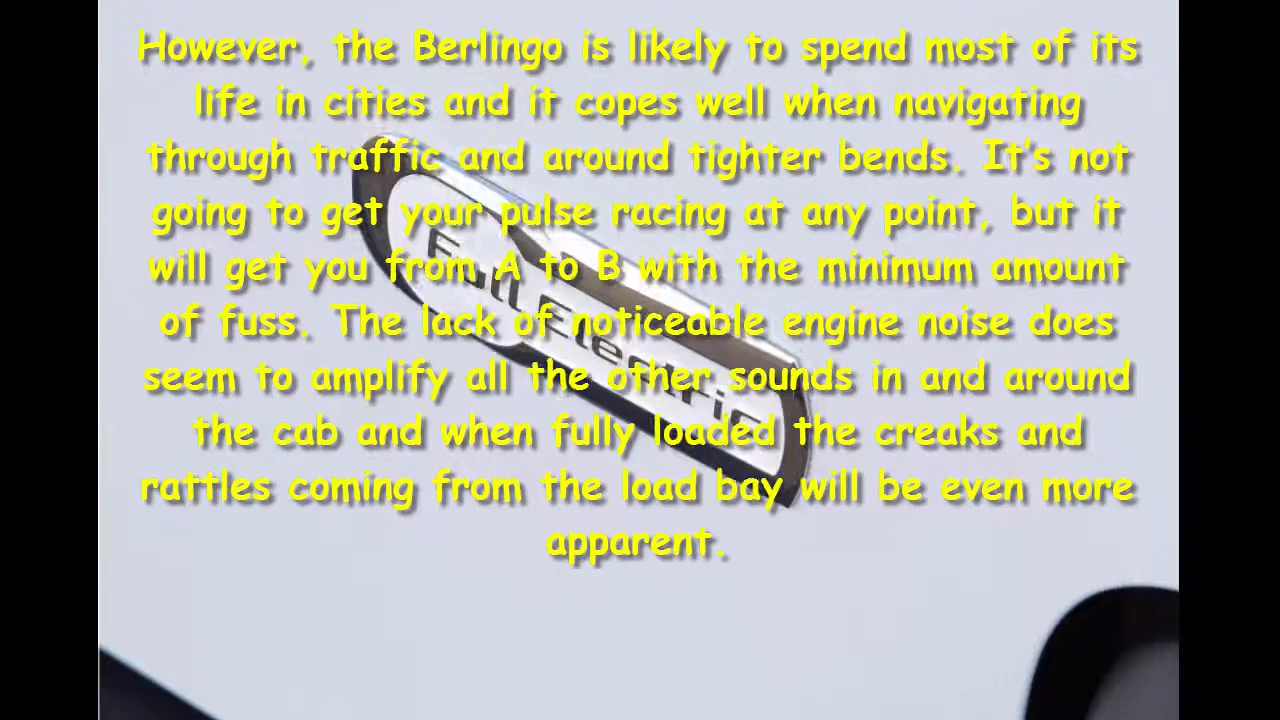 However, the Berlingo is likely to spend most of its
life in cities and it copes well when navigating
through traffic and around tighter bends. It's not
going to get your pulse racing at any point, but it
will get you from A to B with the minimum amount
of fuss. The lack of noticeable engine noise does
seem to amplify all the other sounds in and around
the cab and when fully loaded the creaks and
rattles coming from the load bay will be even more
apparent.
Full Electric